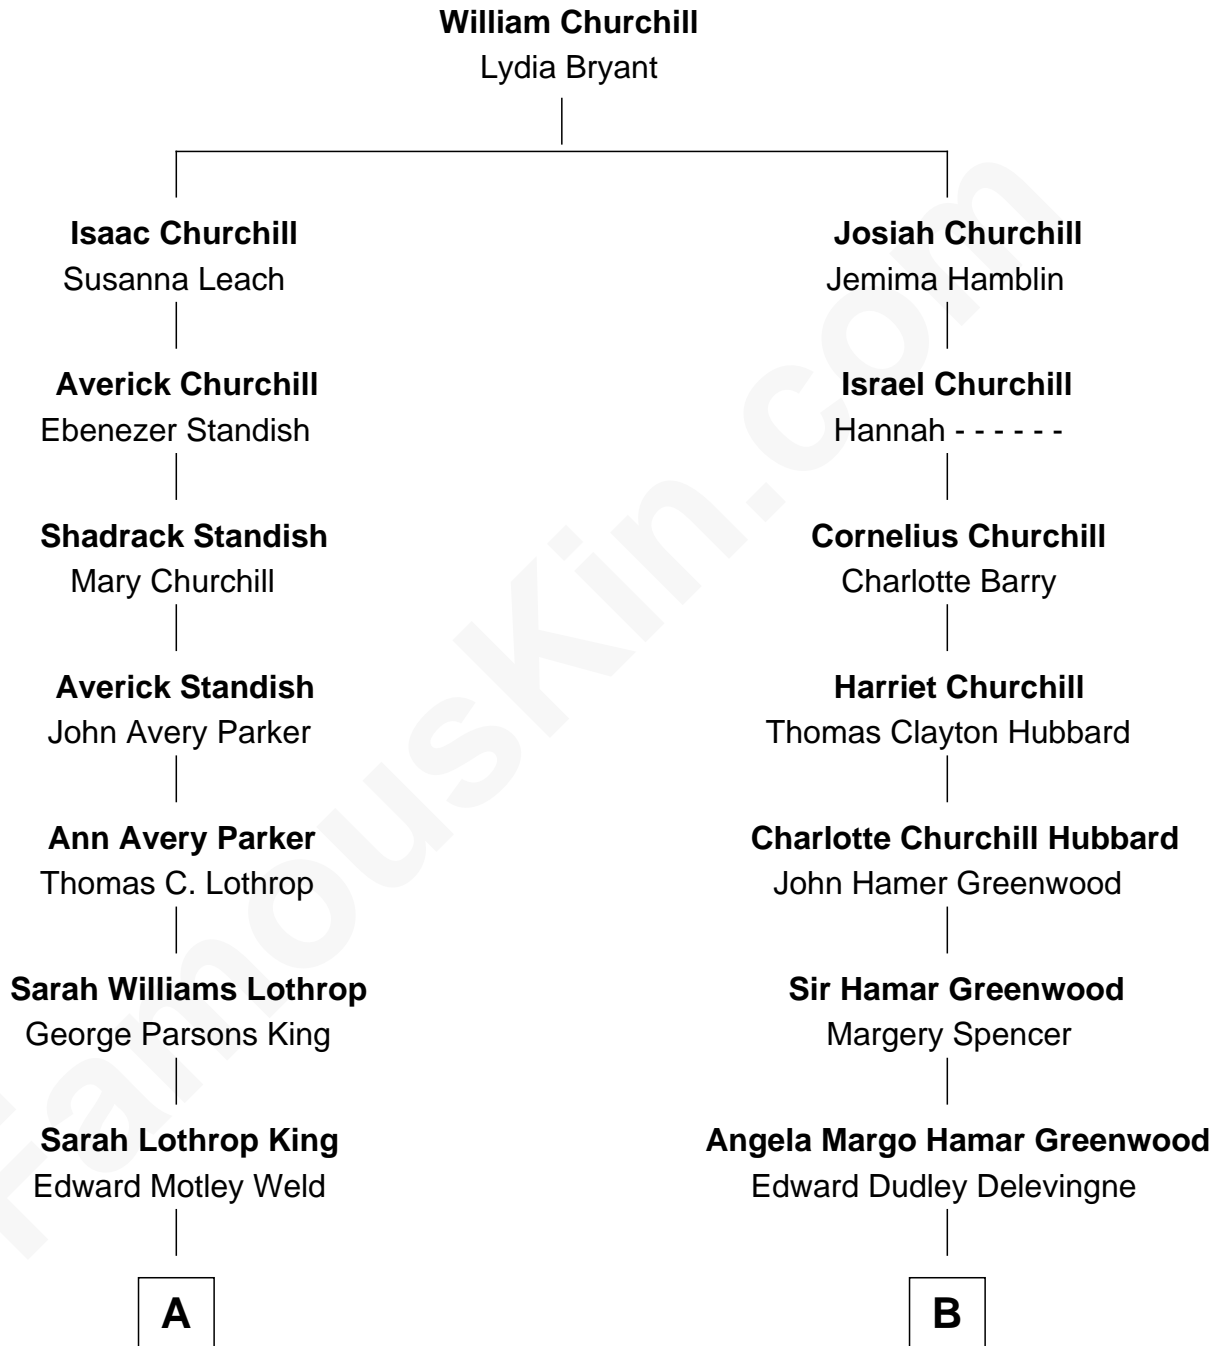 William Churchill
Lydia Bryant
Isaac Churchill
Susanna Leach
Josiah Churchill
Jemima Hamblin
Averick Churchill
Ebenezer Standish
Israel Churchill
Hannah - - - - - -
Shadrack Standish
Mary Churchill
Cornelius Churchill
Charlotte Barry
Averick Standish
John Avery Parker
Harriet Churchill
Thomas Clayton Hubbard
Ann Avery Parker
Thomas C. Lothrop
Charlotte Churchill Hubbard
John Hamer Greenwood
Sarah Williams Lothrop
George Parsons King
Sir Hamar Greenwood
Margery Spencer
Sarah Lothrop King
Edward Motley Weld
Angela Margo Hamar Greenwood
Edward Dudley Delevingne
A
B
FamousKin.com